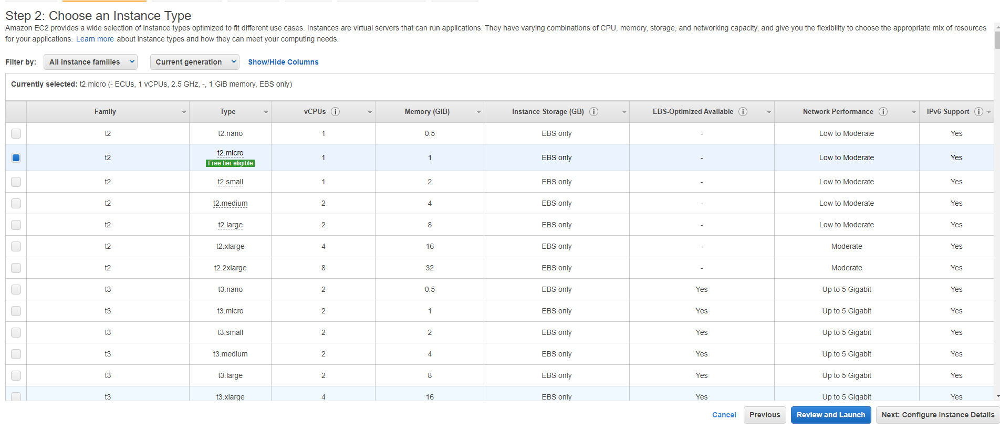 Step 2: Choose an Instance Type
Amazon EC2 provides a wide selection of instance types optimized to fit different use cases. Instances are virtual servers that can run applications. They have varying combinations of CPU, memory, storage, and networking capacity, and give you the flexibility to choose the appropriate mix of resources
for your applications. Learn more about instance types and how they can meet your computing needs.
Filter by: All instance families Current generation Show/Hide Columns
Currently selected: t2.micro (- ECUs, 1 vCPUs, 2.5 GHz, -, 1 GiB memory, EBS only)
Family Type vCPUs i Memory (GiB) Instance Storage (GB) i EBS-Optimized Available i Network Performance i IPv6 Support i
t2 t2.nano 1 0.5 EBS only - Low to Moderate Yes
t2 t2.micro 1 1 EBS only - Low to Moderate Yes
Free tier eligible
t2 t2.small 1 2 EBS only - Low to Moderate Yes
t2 t2.medium 2 4 EBS only - Low to Moderate Yes
t2 t2.large 2 8 EBS only - Low to Moderate Yes
t2 t2.xlarge 4 16 EBS only - Moderate Yes
t2 t2.2xlarge 8 32 EBS only - Moderate Yes
t3 t3.nano 2 0.5 EBS only Yes Up to 5 Gigabit Yes
t3 t3.micro 2 1 EBS only Yes Up to 5 Gigabit Yes
t3 t3.small 2 2 EBS only Yes Up to 5 Gigabit Yes
t3 t3.medium 2 4 EBS only Yes Up to 5 Gigabit Yes
t3 t3.large 2 8 EBS only Yes Up to 5 Gigabit Yes
t3 t3.xlarge 4 16 EBS only Yes Up to 5 Gigabit Yes
Cancel Previous Review and Launch Next: Configure Instance Details